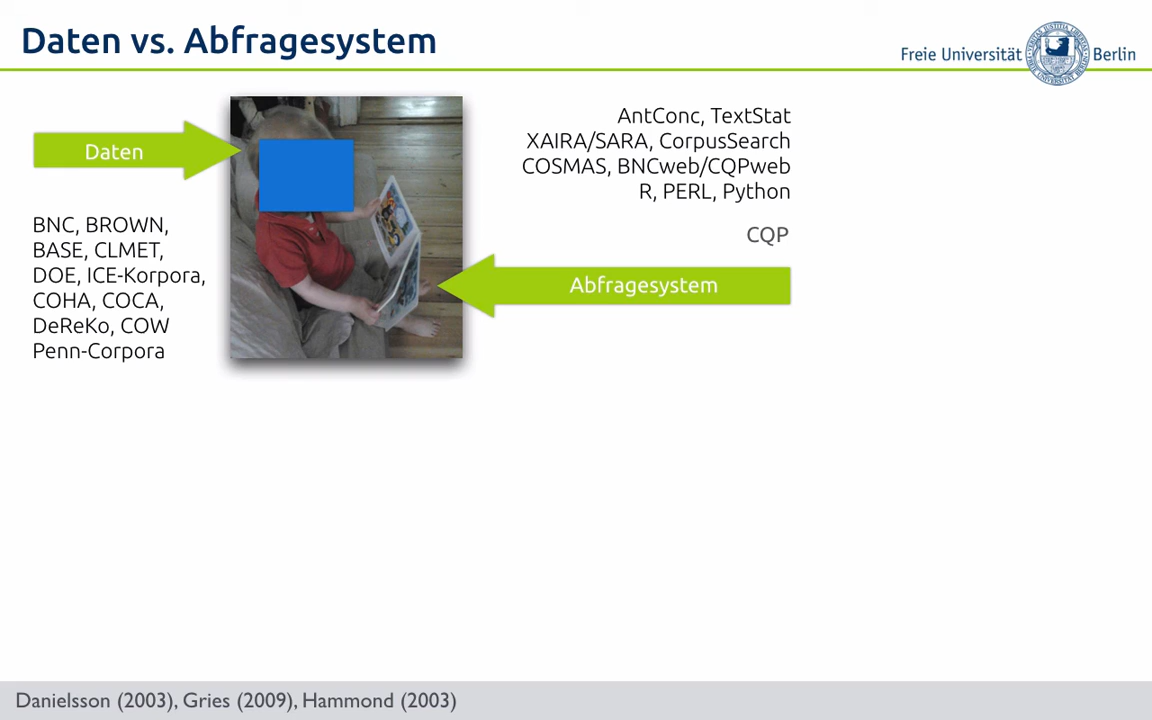 Daten vs. Abfragesystem
Freie Universität Berlin
Daten
BNC, BROWN,
BASE, CLMET,
DOE, ICE-Korpora,
COHA, COCA,
DeReKo, COW
Penn-Corpora
AntConc, TextStat
XAIRA/SARA, CorpusSearch
COSMAS, BNCweb/CQPweb
R, PERL, Python
CQP
Abfragesystem
Danielsson (2003), Gries (2009), Hammond (2003)